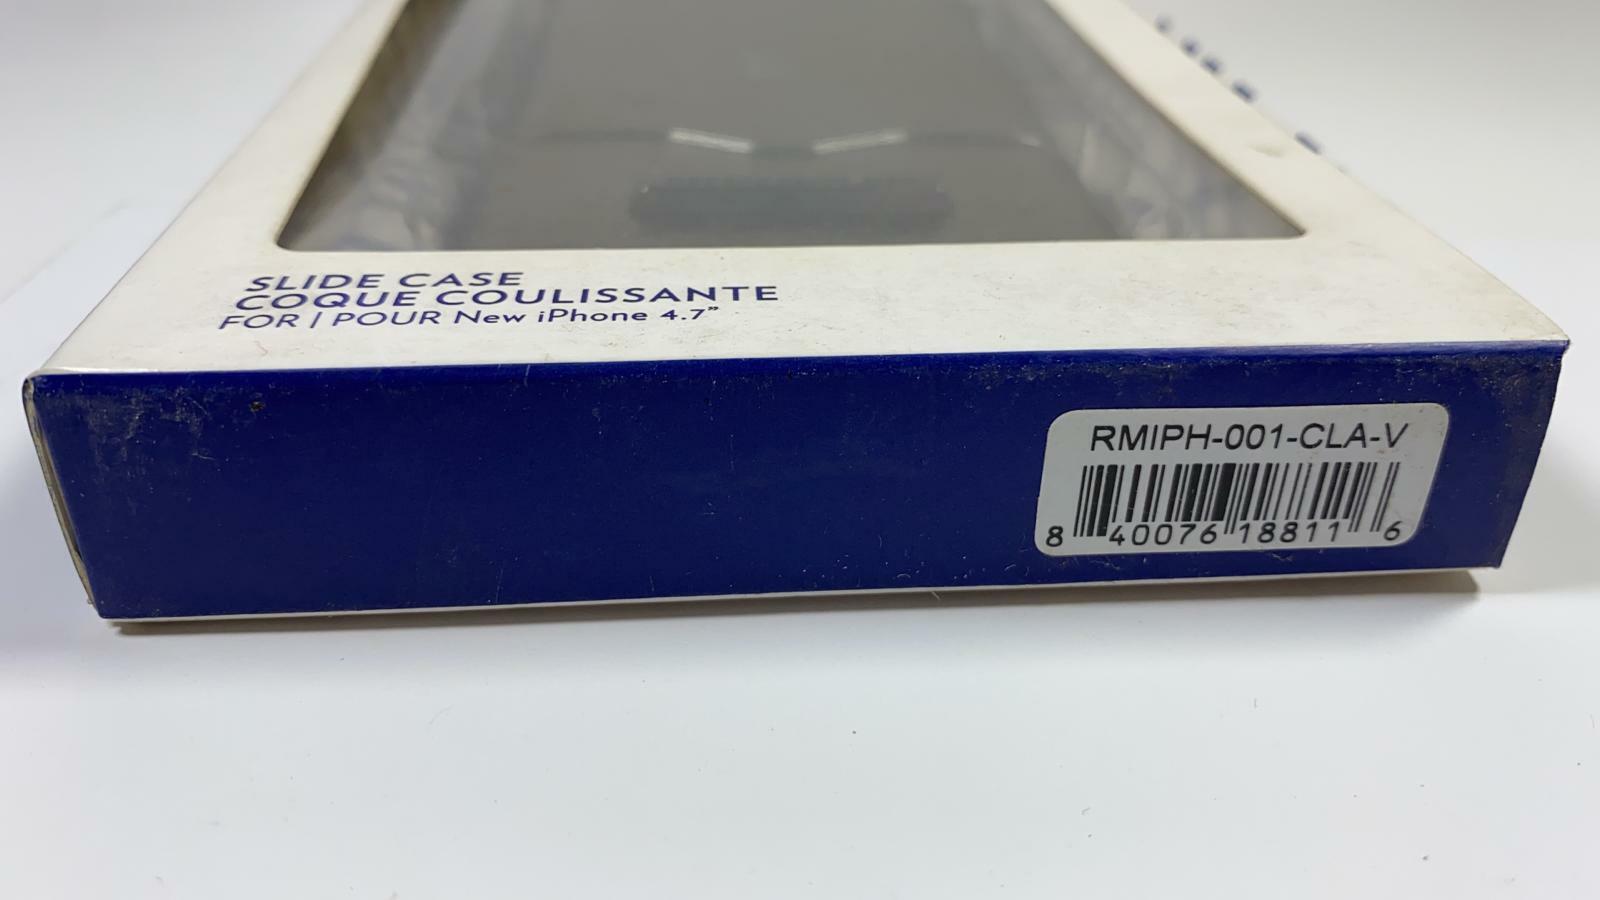 SLIDE CASE
COQUE COULISSANTE
FOR | POUR New iPhone 4.7”
RMIPH-001-CLA-V
8 40076 18811 6